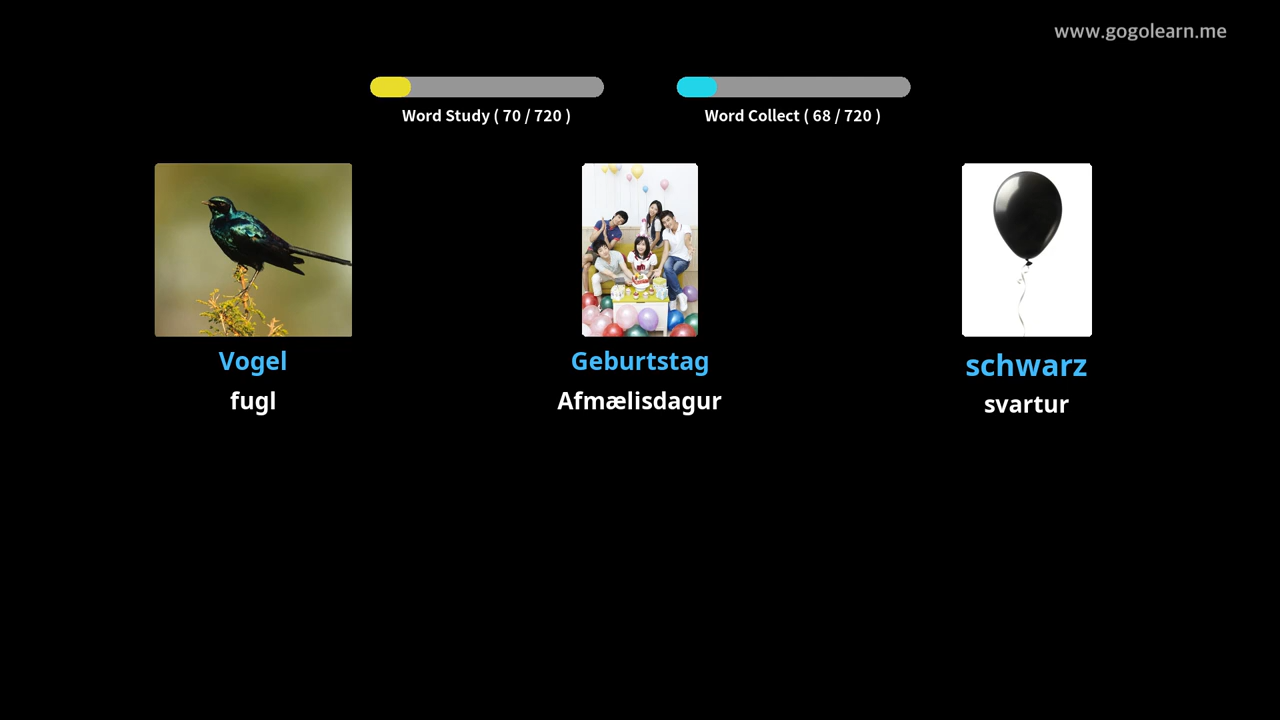 www.gogolearn.me
Word Study ( 70 / 720 )
Word Collect ( 68 / 720 )
Vogel
fugl
Geburtstag
Afmælisdagur
schwarz
svartur